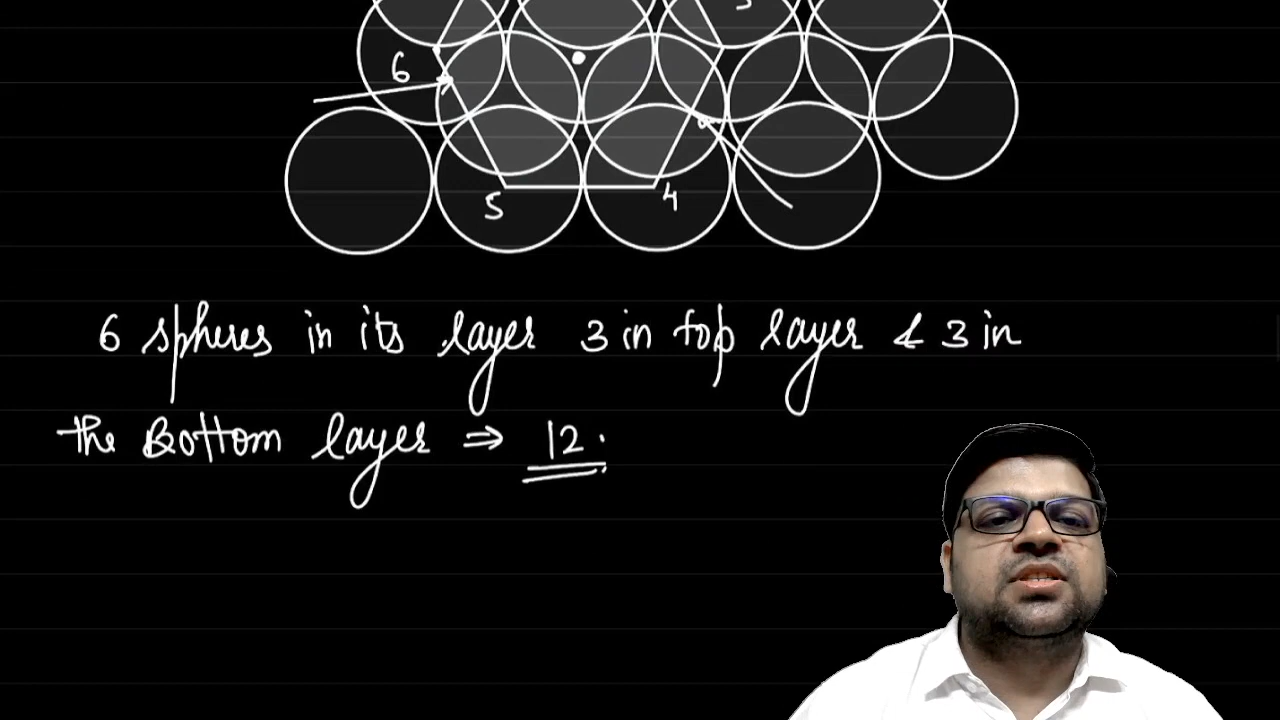 6
5
4
6 spheres in its layer 3 in top layer & 3 in
the Bottom layer ⇒ 12.